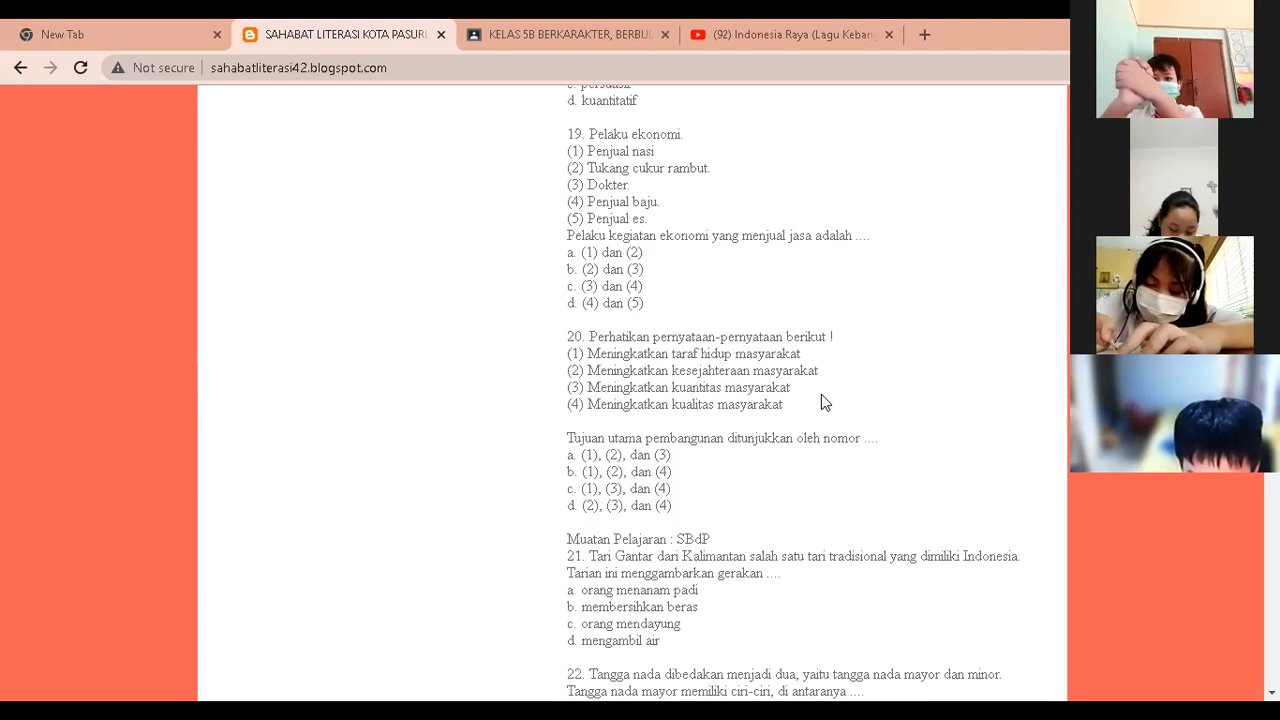 New Tab
SAHABAT LITERASI KOTA PASURU
KELAS 5B BERKARAKTER, BERBU
(92) Indonesia Raya (Lagu Kebang
Not secure
sahabatliterasi42.blogspot.com
c. persuasif
d. kuantitatif
19. Pelaku ekonomi.
(1) Penjual nasi
(2) Tukang cukur rambut.
(3) Dokter.
(4) Penjual baju.
(5) Penjual es.
Pelaku kegiatan ekonomi yang menjual jasa adalah ....
a. (1) dan (2)
b. (2) dan (3)
c. (3) dan (4)
d. (4) dan (5)
20. Perhatikan pernyataan-pernyataan berikut !
(1) Meningkatkan taraf hidup masyarakat
(2) Meningkatkan kesejahteraan masyarakat
(3) Meningkatkan kuantitas masyarakat
(4) Meningkatkan kualitas masyarakat
Tujuan utama pembangunan ditunjukkan oleh nomor ....
a. (1), (2), dan (3)
b. (1), (2), dan (4)
c. (1), (3), dan (4)
d. (2), (3), dan (4)
Muatan Pelajaran : SBdP
21. Tari Gantar dari Kalimantan salah satu tari tradisional yang dimiliki Indonesia.
Tarian ini menggambarkan gerakan ....
a. orang menanam padi
b. membersihkan beras
c. orang mendayung
d. mengambil air
22. Tangga nada dibedakan menjadi dua, yaitu tangga nada mayor dan minor.
Tangga nada mayor memiliki ciri-ciri, di antaranya ....